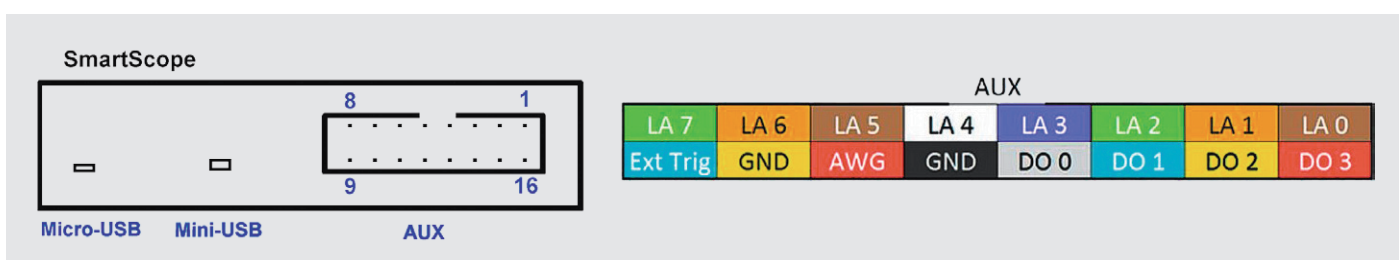 SmartScope
8 1
9 16
Micro-USB Mini-USB AUX
AUX
LA 7 LA 6 LA 5 LA 4 LA 3 LA 2 LA 1 LA 0
Ext Trig GND AWG GND DO 0 DO 1 DO 2 DO 3